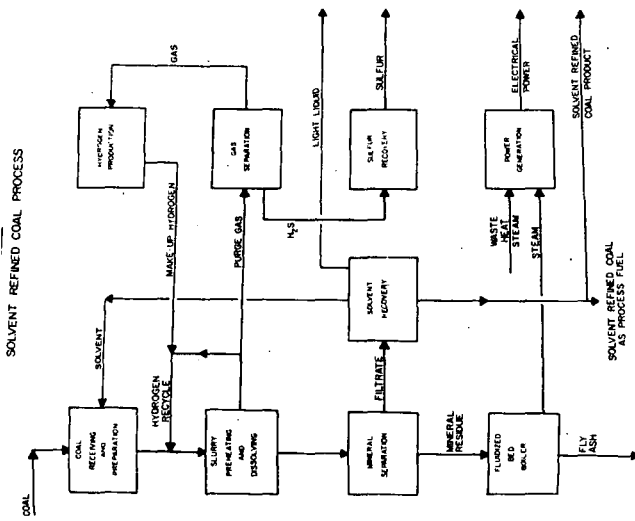 SOLVENT REFINED COAL PROCESS
COAL
COAL
RECEIVING
AND
PREPARATION
SOLVENT
MAKE-UP HYDROGEN
HYDROGEN
PRODUCTION
GAS
HYDROGEN
RECYCLE
SLURRY
PREHEATING
AND
DISSOLVING
PURGE GAS
GAS
SEPARATION
H2S
LIGHT LIQUID
MINERAL
SEPARATION
FILTRATE
SOLVENT
RECOVERY
SULFUR
RECOVERY
SULFUR
MINERAL
RESIDUE
FLUIDIZED
BED
BOILER
WASTE
HEAT
STEAM
STEAM
POWER
GENERATION
ELECTRICAL
POWER
FLY
ASH
SOLVENT REFINED COAL
AS PROCESS FUEL
SOLVENT REFINED
COAL PRODUCT